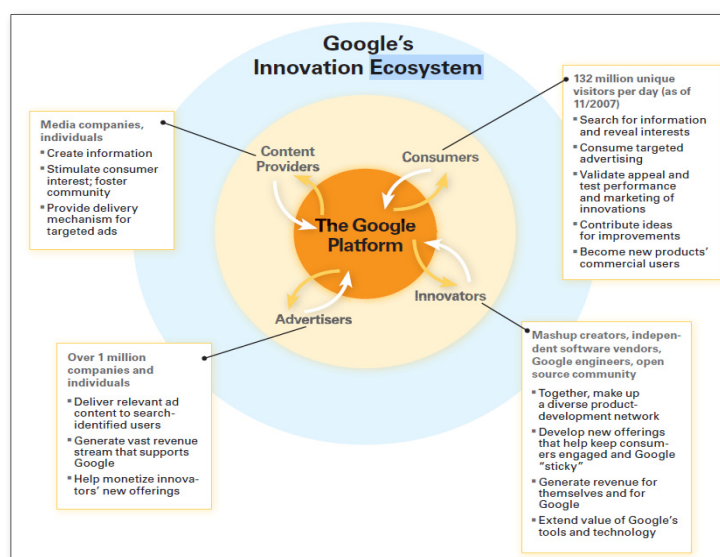 Google's
Innovation Ecosystem
Media companies,
individuals
▪ Create information
▪ Stimulate consumer
interest; foster
community
▪ Provide delivery
mechanism for
targeted ads
132 million unique
visitors per day (as of
11/2007)
▪ Search for information
and reveal interests
▪ Consume targeted
advertising
▪ Validate appeal and
test performance
and marketing of
innovations
▪ Contribute ideas
for improvements
▪ Become new products'
commercial users
Content
Providers
Consumers
The Google
Platform
Advertisers
Innovators
Over 1 million
companies and
individuals
▪ Deliver relevant ad
content to search-
identified users
▪ Generate vast revenue
stream that supports
Google
▪ Help monetize innova-
tors' new offerings
Mashup creators, indepen-
dent software vendors,
Google engineers, open
source community
▪ Together, make up
a diverse product-
development network
▪ Develop new offerings
that help keep consum-
ers engaged and Google
"sticky"
▪ Generate revenue for
themselves and for
Google
▪ Extend value of Google's
tools and technology